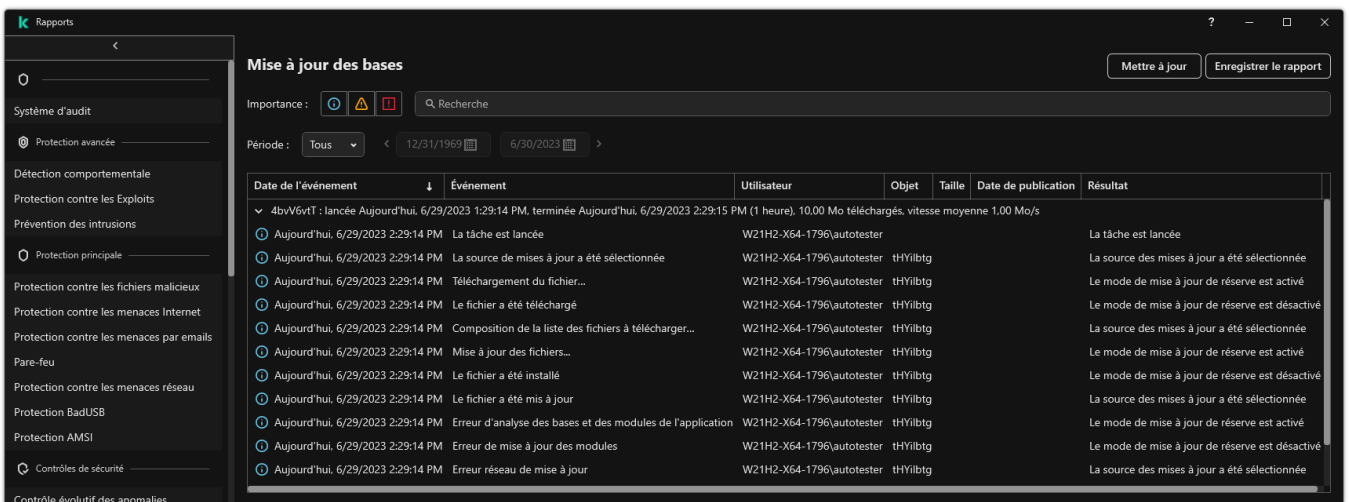 Rapports
?
Système d'audit
Protection avancée
Détection comportementale
Protection contre les Exploits
Prévention des intrusions
Protection principale
Protection contre les fichiers malicieux
Protection contre les menaces Internet
Protection contre les menaces par emails
Pare-feu
Protection contre les menaces réseau
Protection BadUSB
Protection AMSI
Contrôles de sécurité
Contrôle évolutif des anomalies
Mise à jour des bases
Mettre à jour
Enregistrer le rapport
Importance :
Recherche
Période : Tous 12/31/1969 6/30/2023
Date de l'événement Événement Utilisateur Objet Taille Date de publication Résultat
4bvV6vtT : lancée Aujourd'hui, 6/29/2023 1:29:14 PM, terminée Aujourd'hui, 6/29/2023 2:29:15 PM (1 heure), 10,00 Mo téléchargés, vitesse moyenne 1,00 Mo/s
Aujourd'hui, 6/29/2023 2:29:14 PM La tâche est lancée W21H2-X64-1796\autotester La tâche est lancée
Aujourd'hui, 6/29/2023 2:29:14 PM La source de mises à jour a été sélectionnée W21H2-X64-1796\autotester tHYilbtg La source des mises à jour a été sélectionnée
Aujourd'hui, 6/29/2023 2:29:14 PM Téléchargement du fichier... W21H2-X64-1796\autotester tHYilbtg Le mode de mise à jour de réserve est activé
Aujourd'hui, 6/29/2023 2:29:14 PM Le fichier a été téléchargé W21H2-X64-1796\autotester tHYilbtg Le mode de mise à jour de réserve est désactivé
Aujourd'hui, 6/29/2023 2:29:14 PM Composition de la liste des fichiers à télécharger... W21H2-X64-1796\autotester tHYilbtg La source des mises à jour a été sélectionnée
Aujourd'hui, 6/29/2023 2:29:14 PM Mise à jour des fichiers... W21H2-X64-1796\autotester tHYilbtg Le mode de mise à jour de réserve est activé
Aujourd'hui, 6/29/2023 2:29:14 PM Le fichier a été installé W21H2-X64-1796\autotester tHYilbtg Le mode de mise à jour de réserve est désactivé
Aujourd'hui, 6/29/2023 2:29:14 PM Le fichier a été mis à jour W21H2-X64-1796\autotester tHYilbtg La source des mises à jour a été sélectionnée
Aujourd'hui, 6/29/2023 2:29:14 PM Erreur d'analyse des bases et des modules de l'application W21H2-X64-1796\autotester tHYilbtg Le mode de mise à jour de réserve est activé
Aujourd'hui, 6/29/2023 2:29:14 PM Erreur de mise à jour des modules W21H2-X64-1796\autotester tHYilbtg Le mode de mise à jour de réserve est désactivé
Aujourd'hui, 6/29/2023 2:29:14 PM Erreur réseau de mise à jour W21H2-X64-1796\autotester tHYilbtg La source des mises à jour a été sélectionnée